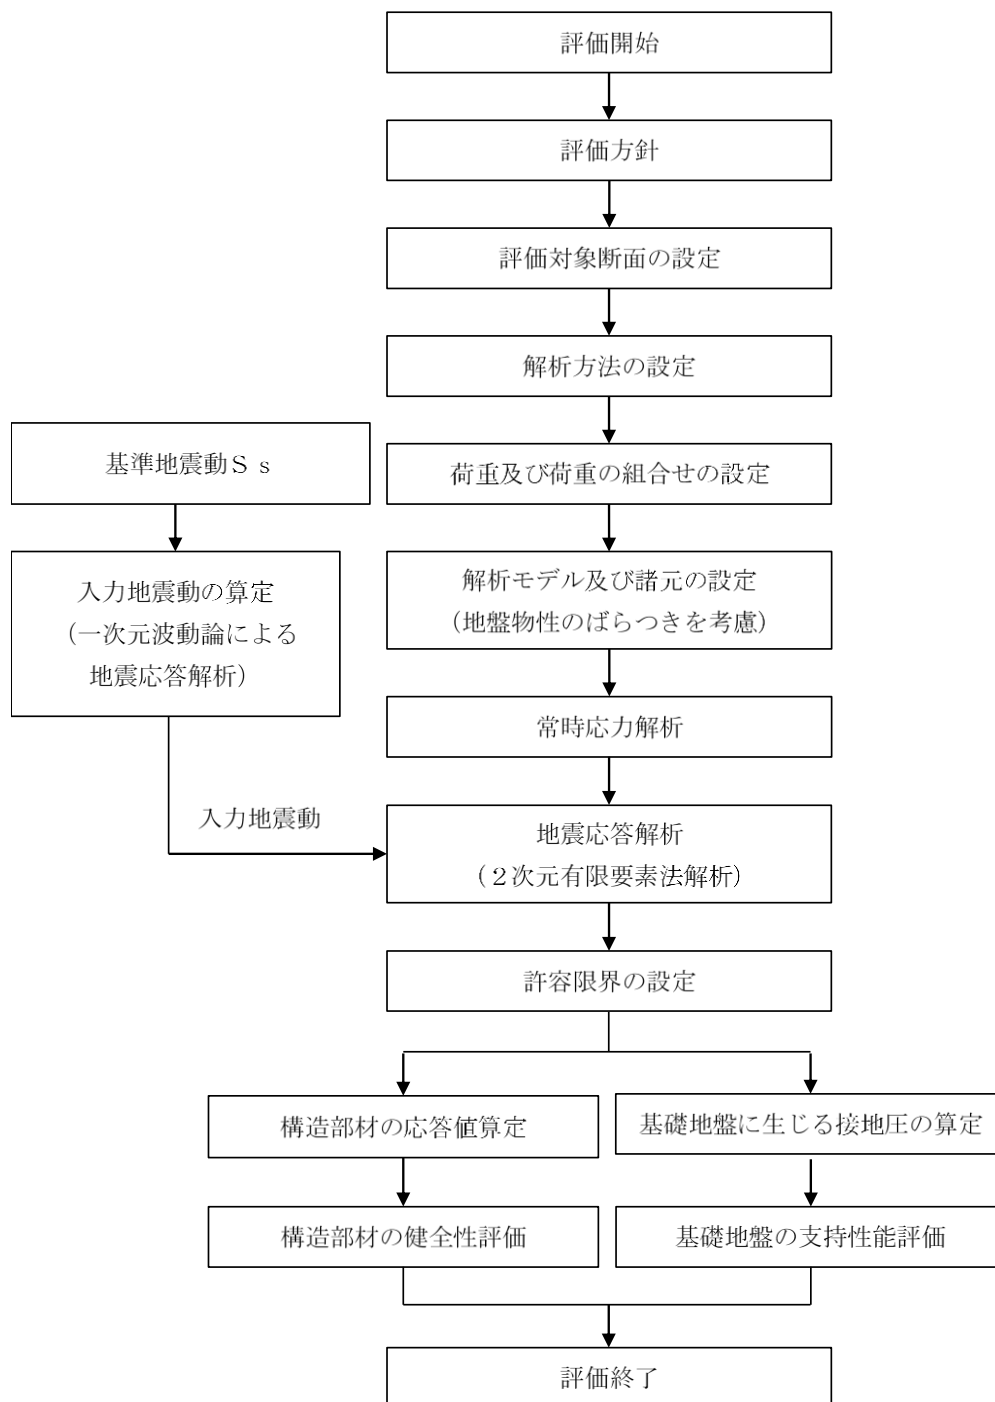 評価開始
評価方針
評価対象断面の設定
解析方法の設定
基準地震動Ｓｓ
荷重及び荷重の組合せの設定
入力地震動の算定
（一次元波動論による
地震応答解析）
解析モデル及び諸元の設定
（地盤物性のばらつきを考慮）
常時応力解析
入力地震動
地震応答解析
（２次元有限要素法解析）
許容限界の設定
構造部材の応答値算定
基礎地盤に生じる接地圧の算定
構造部材の健全性評価
基礎地盤の支持性能評価
評価終了